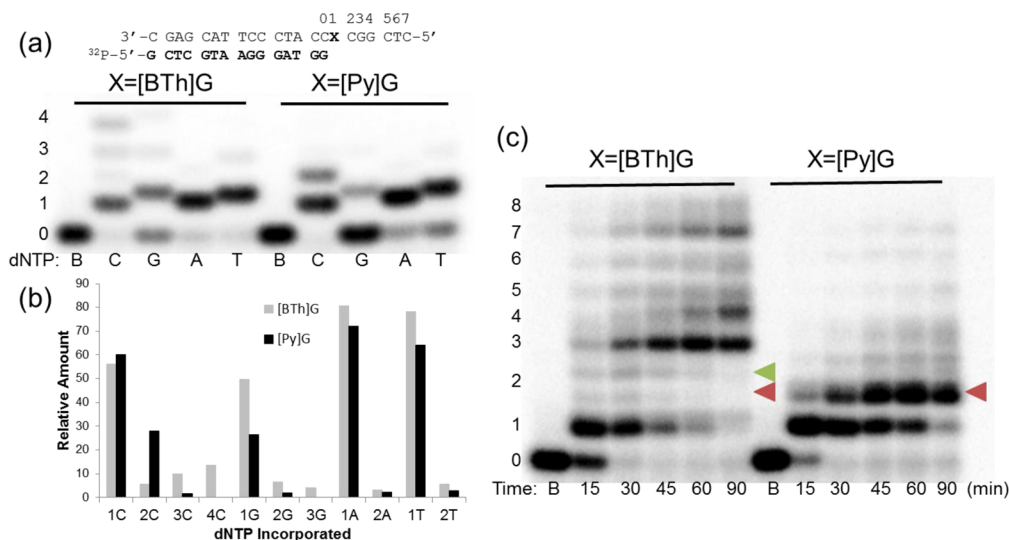 (a)
01 234 567
3′-C GAG CAT TCC CTA CCX CGG CTC-5′
32P-5′-G CTC GTA AGG GAT GG
X=[BTh]G X=[Py]G
4
3
2
1
0
dNTP: B C G A T B C G A T
(b)
Relative Amount
90
80
70
60
50
40
30
20
10
0
[BTh]G
[Py]G
1C 2C 3C 4C 1G 2G 3G 1A 2A 1T 2T
dNTP Incorporated
(c)
X=[BTh]G X=[Py]G
8
7
6
5
4
3
2
1
0
Time: B 15 30 45 60 90 B 15 30 45 60 90 (min)